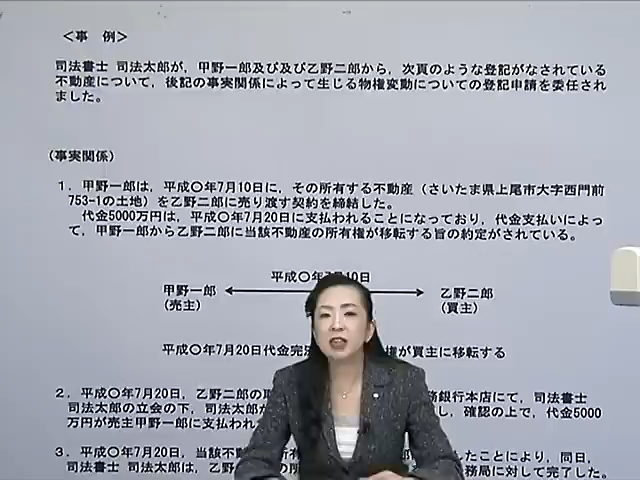 ＜事　例＞
司法書士 司法太郎が，甲野一郎及び及び乙野二郎から，次頁のような登記がなされている
不動産について，後記の事実関係によって生じる物権変動についての登記申請を委任され
ました。
（事実関係）
１．甲野一郎は，平成〇年7月10日に，その所有する不動産（さいたま県上尾市大字西門前
753-1の土地）を乙野二郎に売り渡す契約を締結した。
代金5000万円は，平成〇年7月20日に支払われることになっており，代金支払いによっ
て，甲野一郎から乙野二郎に当該不動産の所有権が移転する旨の約定がされている。
平成〇年7月10日
甲野一郎　乙野二郎
（売主）　（買主）
平成〇年7月20日代金完　権が買主に移転する
２．平成〇年7月20日，乙野二郎の　銀行本店にて，司法書士
司法太郎の立会の下，司法太郎が　し，確認の上で，代金5000
万円が売主甲野一郎に支払われ
３．平成〇年7月20日，当該不　有　したことにより，同日，
司法書士 司法太郎は，乙野　の所　務局に対して完了した。